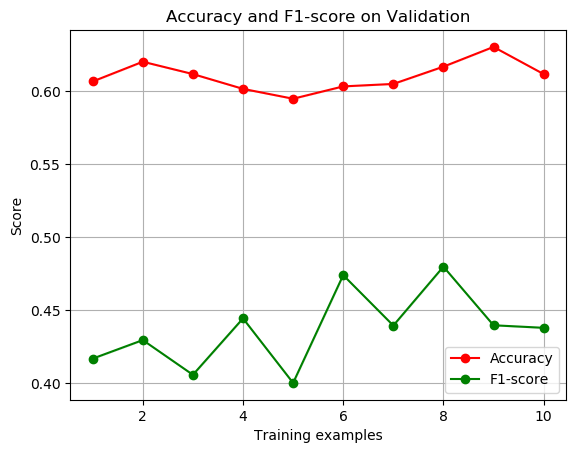 Accuracy and F1-score on Validation
Score
0.60
0.55
0.50
0.45
0.40
2 4 6 8 10
Training examples
Accuracy
F1-score